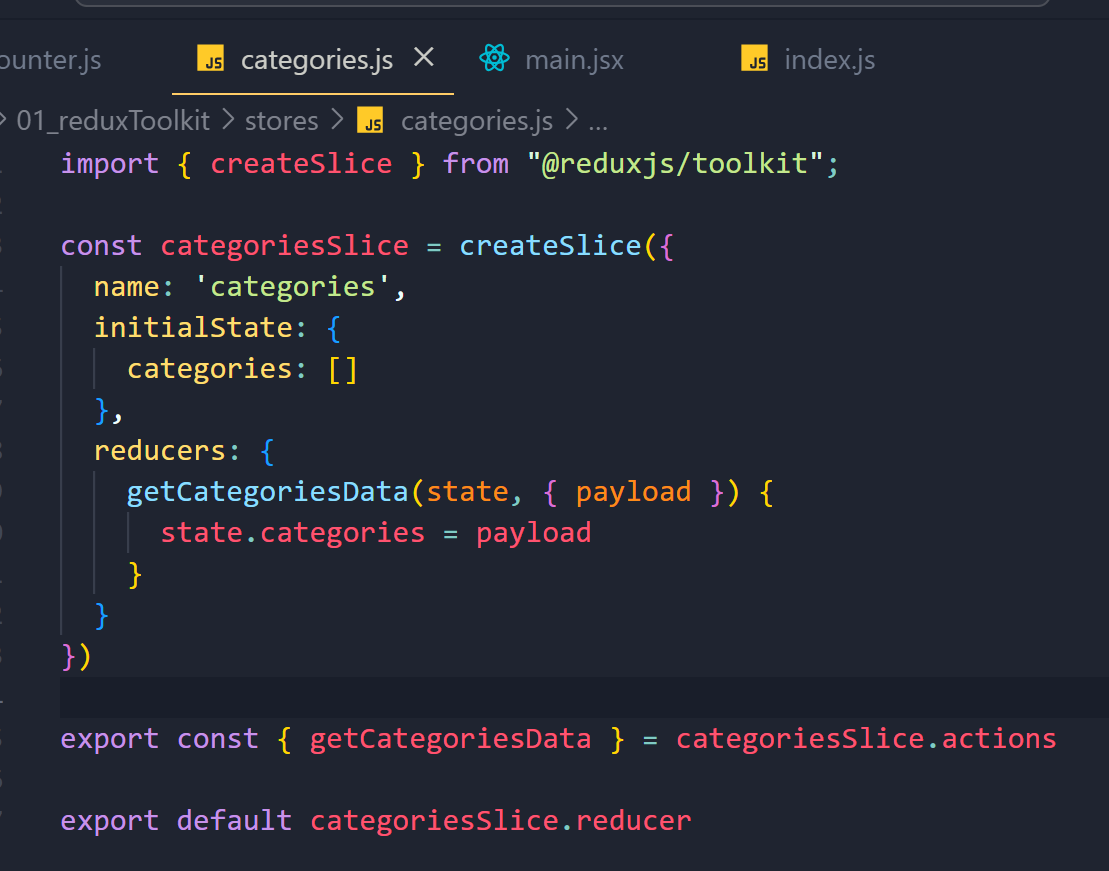 ounter.js JS categories.js main.jsx JS index.js
01_reduxToolkit > stores > JS categories.js > ...
import { createSlice } from "@reduxjs/toolkit";
const categoriesSlice = createSlice({
name: 'categories',
initialState: {
categories: []
},
reducers: {
getCategoriesData(state, { payload }) {
state.categories = payload
}
}
})
export const { getCategoriesData } = categoriesSlice.actions
export default categoriesSlice.reducer